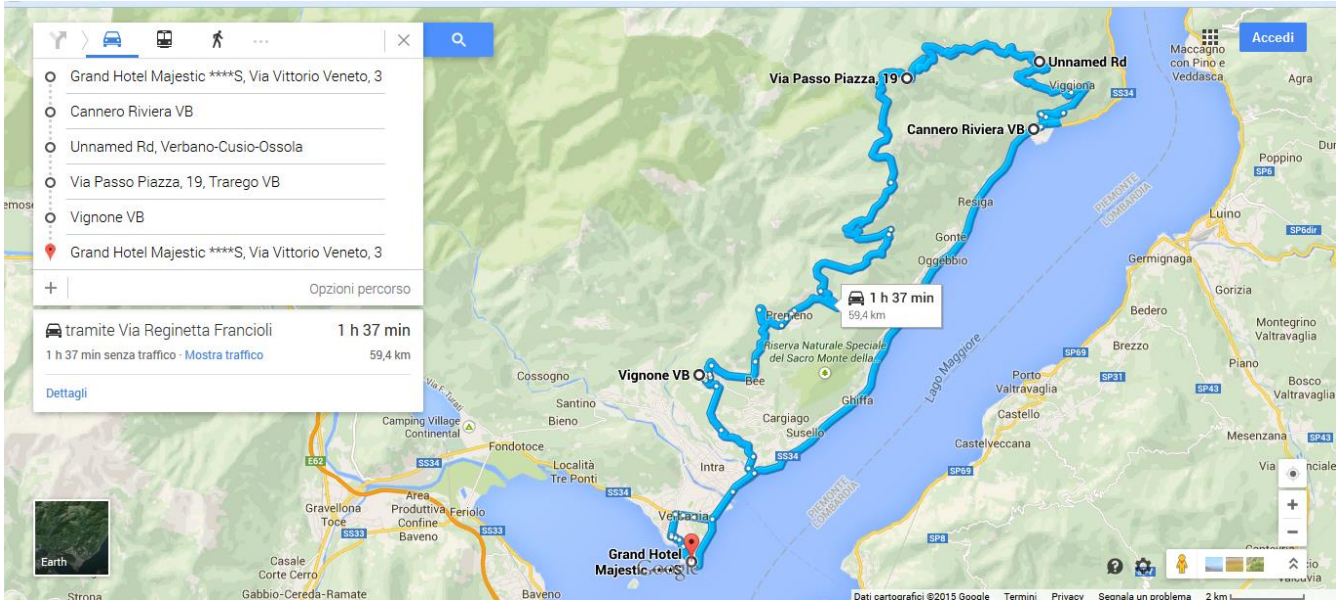 Grand Hotel Majestic ****S, Via Vittorio Veneto, 3
Cannero Riviera VB
Unnamed Rd, Verbano-Cusio-Ossola
Via Passo Piazza, 19, Trarego VB
Vignone VB
Grand Hotel Majestic ****S, Via Vittorio Veneto, 3
Opzioni percorso
tramite Via Reginetta Francioli 1 h 37 min
1 h 37 min senza traffico · Mostra traffico 59,4 km
Dettagli
Accedi
Maccagno
con Pino e
Veddasca
Agra
Unnamed Rd
Via Passo Piazza, 19
Viggiona
SS34
Cannero Riviera VB
Poppino
SP6
PIEMONTE
LOMBARDIA
Resiga
Luino
SP6dir
Gonte
Oggebbio
Germignaga
Gorizia
1 h 37 min
59,4 km
Premeno
Bedero
Montegrino
Valtravaglia
Riserva Naturale Speciale
del Sacro Monte della
Lago Maggiore
SP69
Brezzo
Piano
Cossogno
Vignone VB
Bee
Porto
Valtravaglia
SP31
SP43
Bosco
Valtravaglia
Santino
Ghiffa
Castello
Camping Village
Continental
Bieno
Cargiago
Susello
Mesenzana
SP43
Fondotoce
SS34
Castelveccana
E62
SS34
Località
Tre Ponti
Intra
SP69
SS34
Area
Produttiva
Confine
Baveno
Feriolo
Gravellona
Toce
SS33
SS33
Verbania
PIEMONTE
LOMBARDIA
SP8
Earth
Casale
Corte Cerro
Grand Hotel
Majestic ****S
Google
Strona
Gabbio-Cereda-Ramate
Baveno
Dati cartografici ©2015 Google Termini Privacy Segnala un problema 2 km